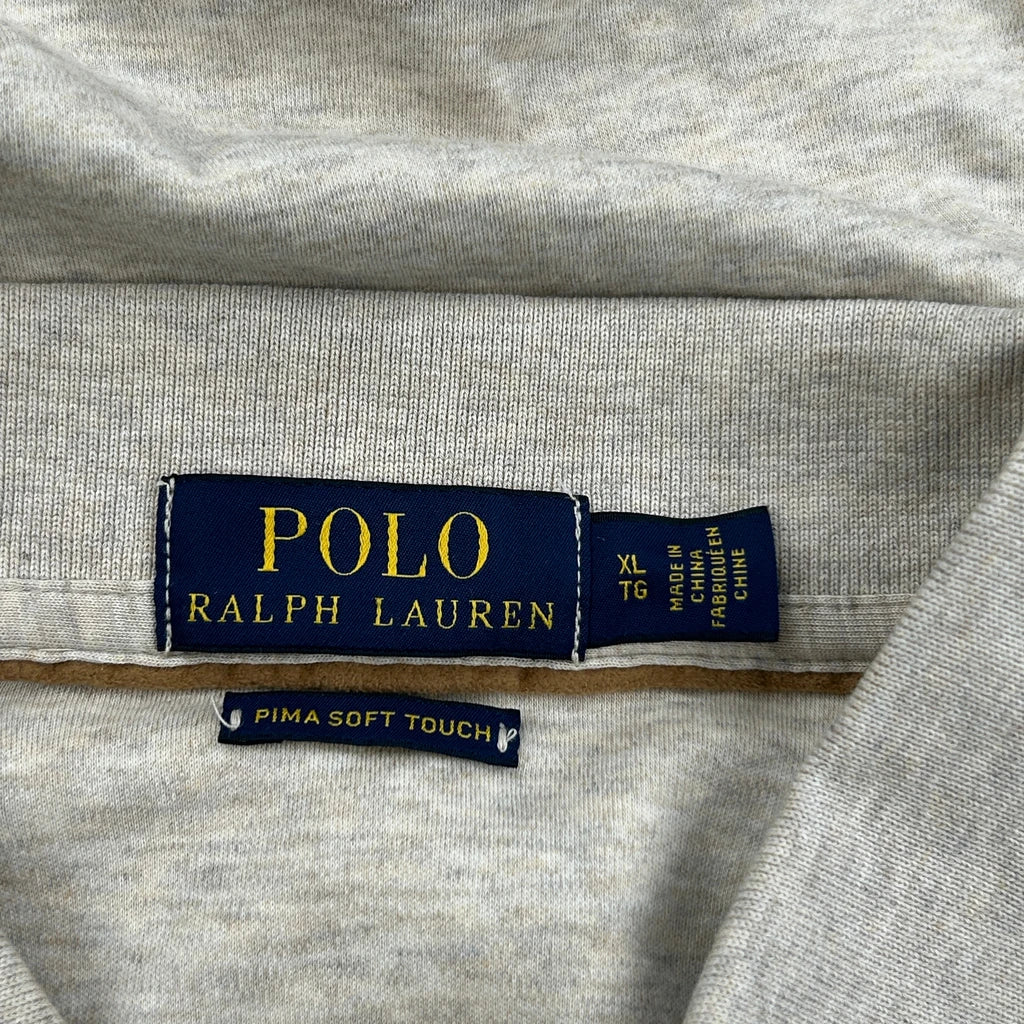 POLO
RALPH LAUREN
XL
TG
MADE IN
CHINA
FABRIQUÉ EN
CHINE
PIMA SOFT TOUCH